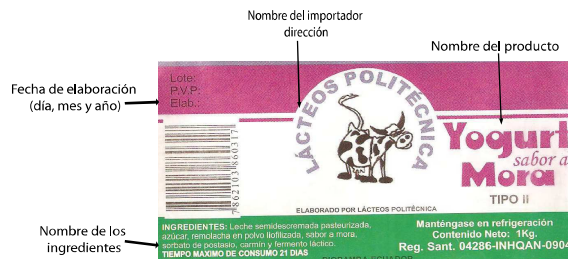 Nombre del importador
dirección
Nombre del producto
Fecha de elaboración
(día, mes y año)
Lote:
P.V.P:
Elab.:
LÁCTEOS POLITÉCNICA
Yogurt
sabor a
Mora
TIPO II
7862103860317
ELABORADO POR LÁCTEOS POLITÉCNICA
Nombre de los
ingredientes
INGREDIENTES: Leche semidescremada pasteurizada,
azúcar, remolacha en polvo liofilizada, sabor a mora,
sorbato de postasio, carmín y fermento láctico.
TIEMPO MAXIMO DE CONSUMO 21 DIAS
Manténgase en refrigeración
Contenido Neto: 1Kg.
Reg. Sant. 04286-INHQAN-0904